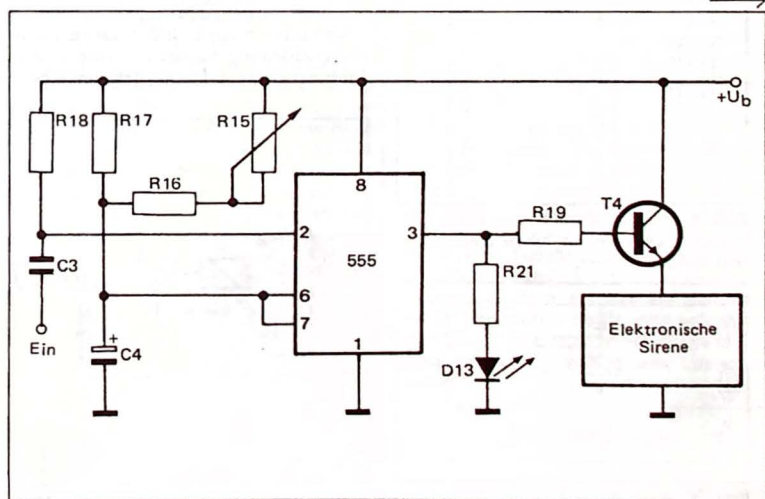 +Ub
R18
R17
R15
R16
8
T4
2
3
R19
555
C3
R21
6
7
Ein
+
C4
1
D13
Elektronische
Sirene